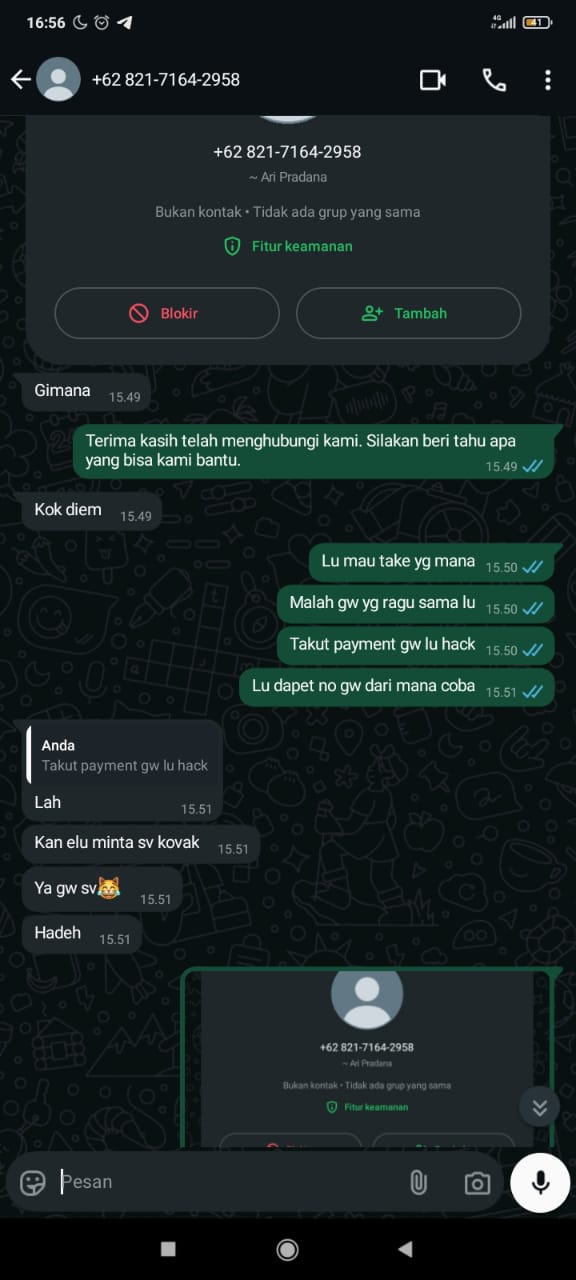 16:56
4G
41
+62 821-7164-2958
+62 821-7164-2958
~ Ari Pradana
Bukan kontak • Tidak ada grup yang sama
Fitur keamanan
Blokir
Tambah
Gimana 15.49
Terima kasih telah menghubungi kami. Silakan beri tahu apa
yang bisa kami bantu. 15.49
Kok diem 15.49
Lu mau take yg mana 15.50
Malah gw yg ragu sama lu 15.50
Takut payment gw lu hack 15.50
Lu dapet no gw dari mana coba 15.51
Anda
Takut payment gw lu hack
Lah 15.51
Kan elu minta sv kovak 15.51
Ya gw sv😹 15.51
Hadeh 15.51
+62 821-7164-2958
~ Ari Pradana
Bukan kontak • Tidak ada grup yang sama
Fitur keamanan
Pesan